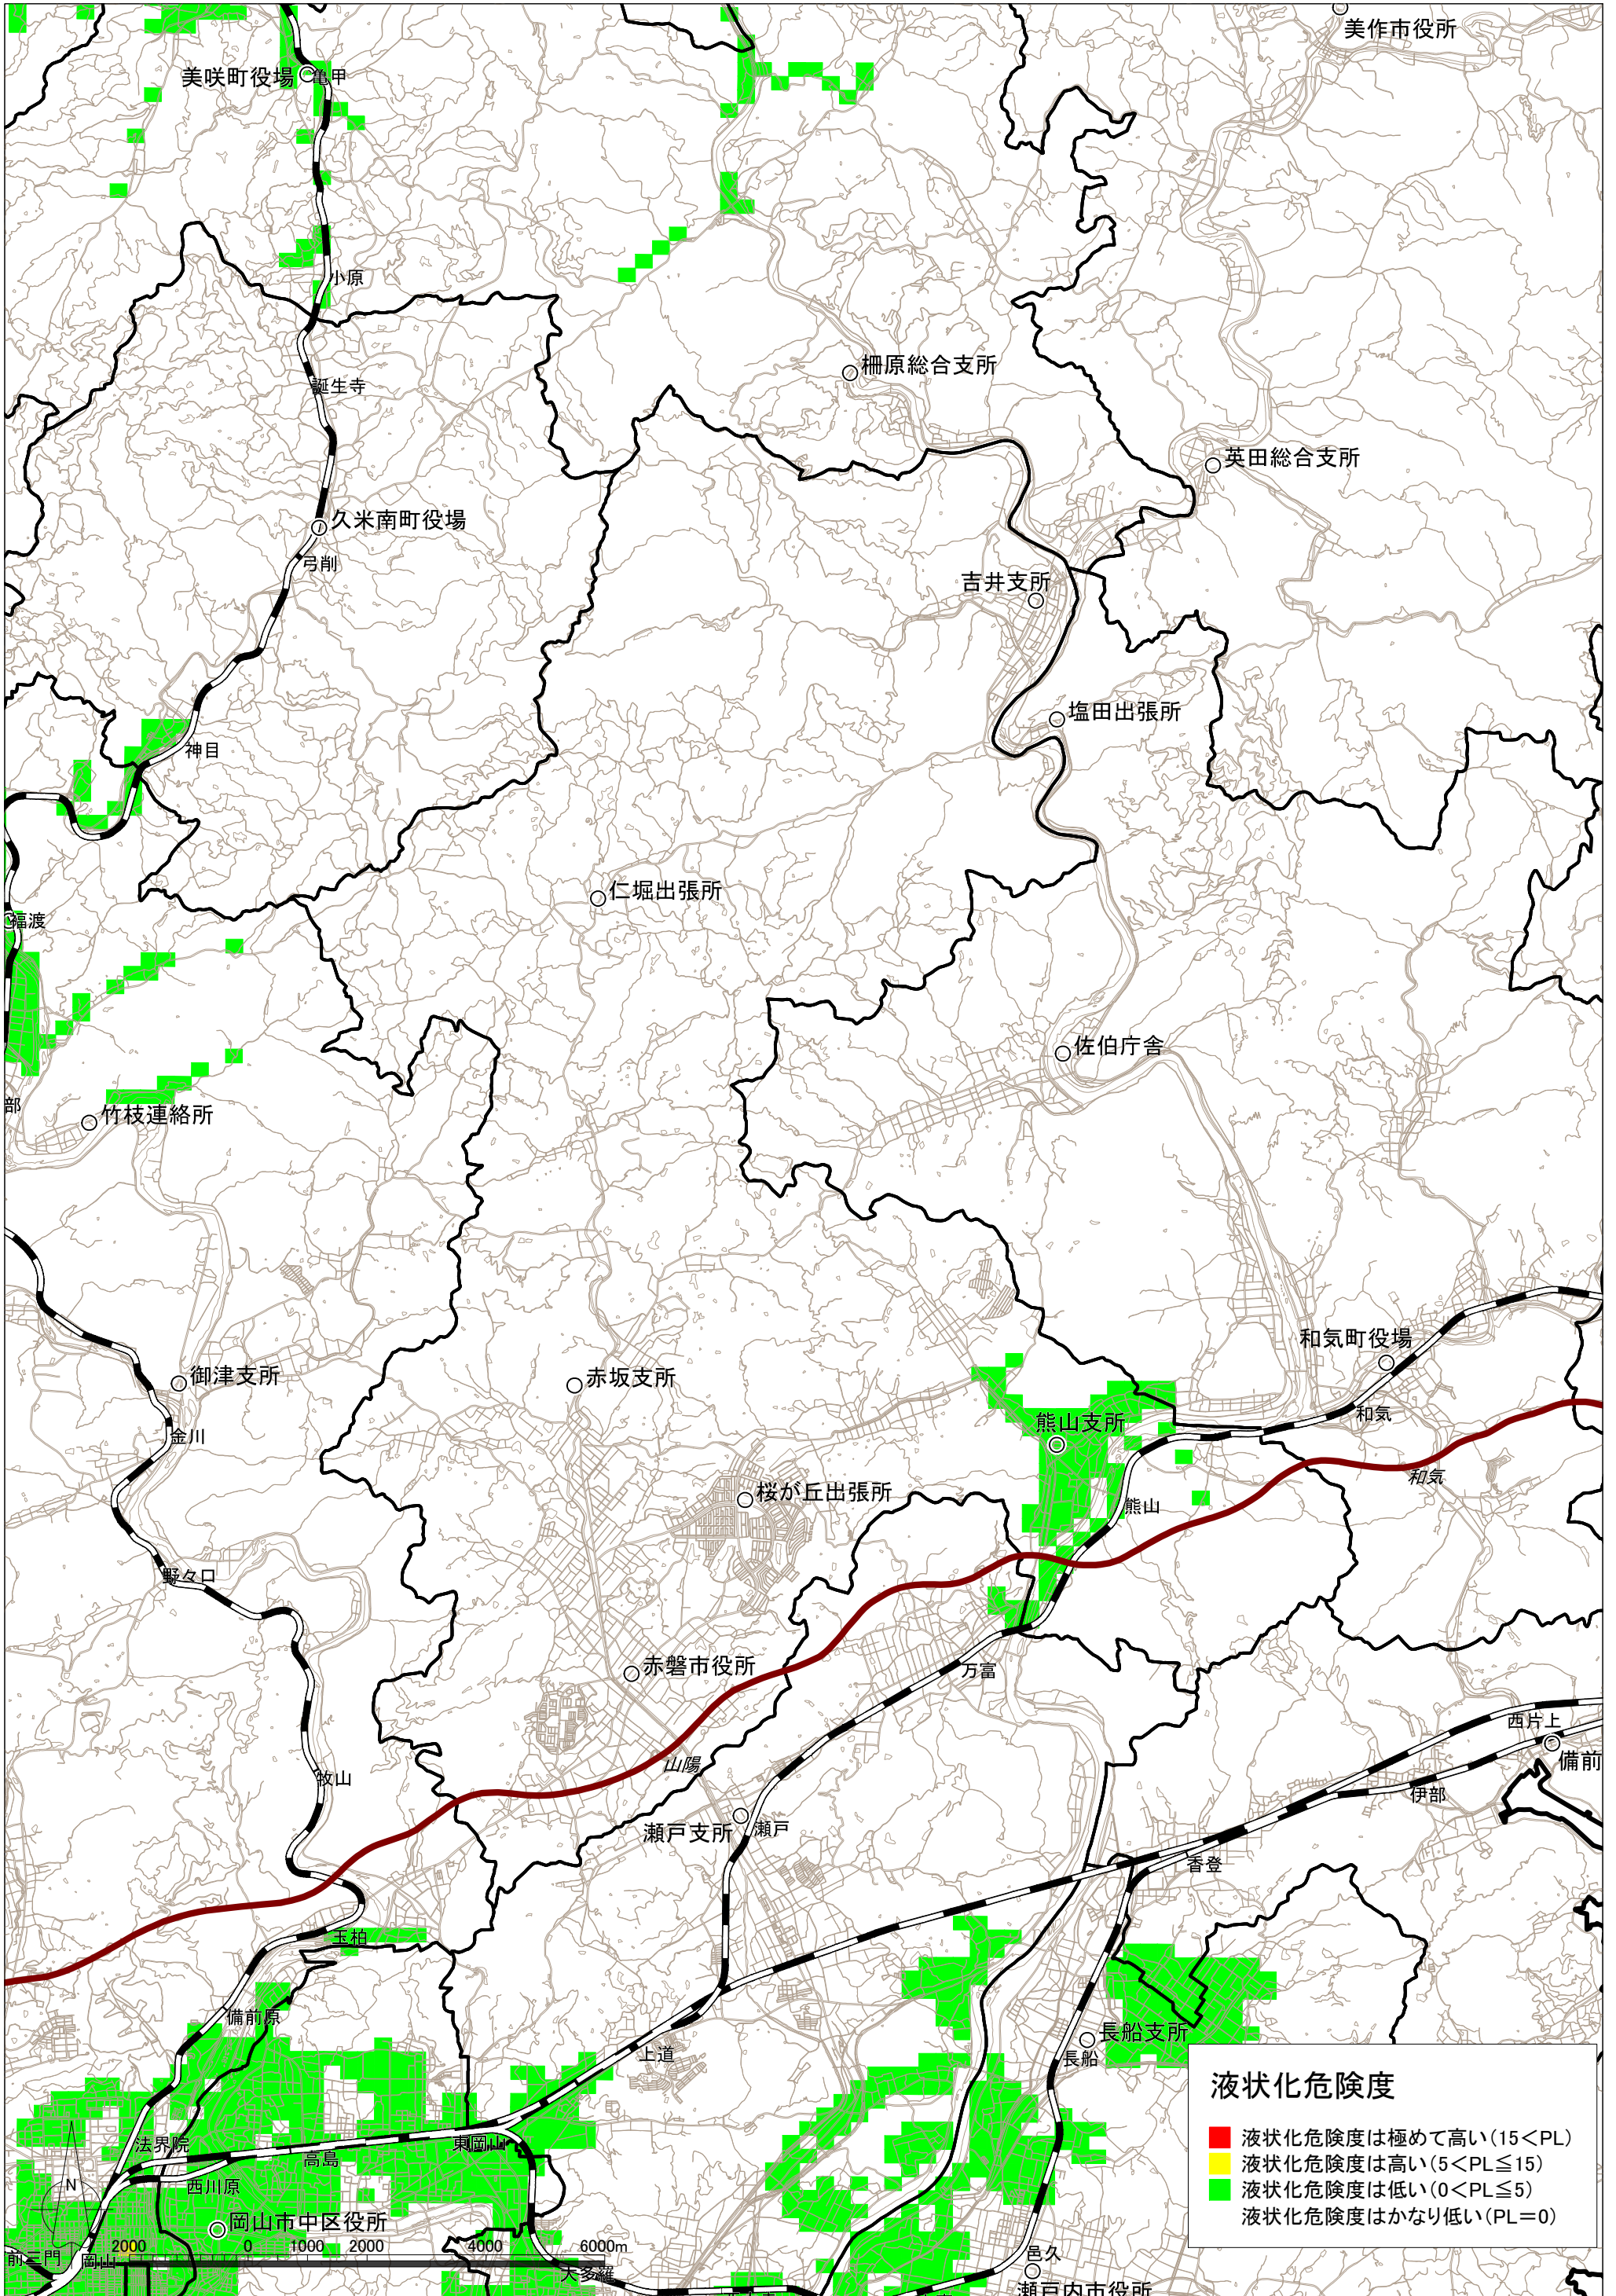 美作市役所
美咲町役場
亀甲
小原
誕生寺
柵原総合支所
英田総合支所
久米南町役場
弓削
吉井支所
塩田出張所
神目
仁堀出張所
福渡
佐伯庁舎
部
竹枝連絡所
和気町役場
御津支所
赤坂支所
和気
熊山支所
金川
和気
桜が丘出張所
熊山
野々口
赤磐市役所
万富
西片上
備前
山陽
牧山
伊部
瀬戸支所
瀬戸
香登
玉柏
備前原
長船支所
長船
上道
液状化危険度
液状化危険度は極めて高い(15<PL)
液状化危険度は高い(5<PL≦15)
液状化危険度は低い(0<PL≦5)
液状化危険度はかなり低い(PL=0)
法界院
高島
東岡山
N
西川原
岡山市中区役所
2000 0 1000 2000 4000 6000m
前三門
岡山
大多羅
邑久
瀬戸内市役所